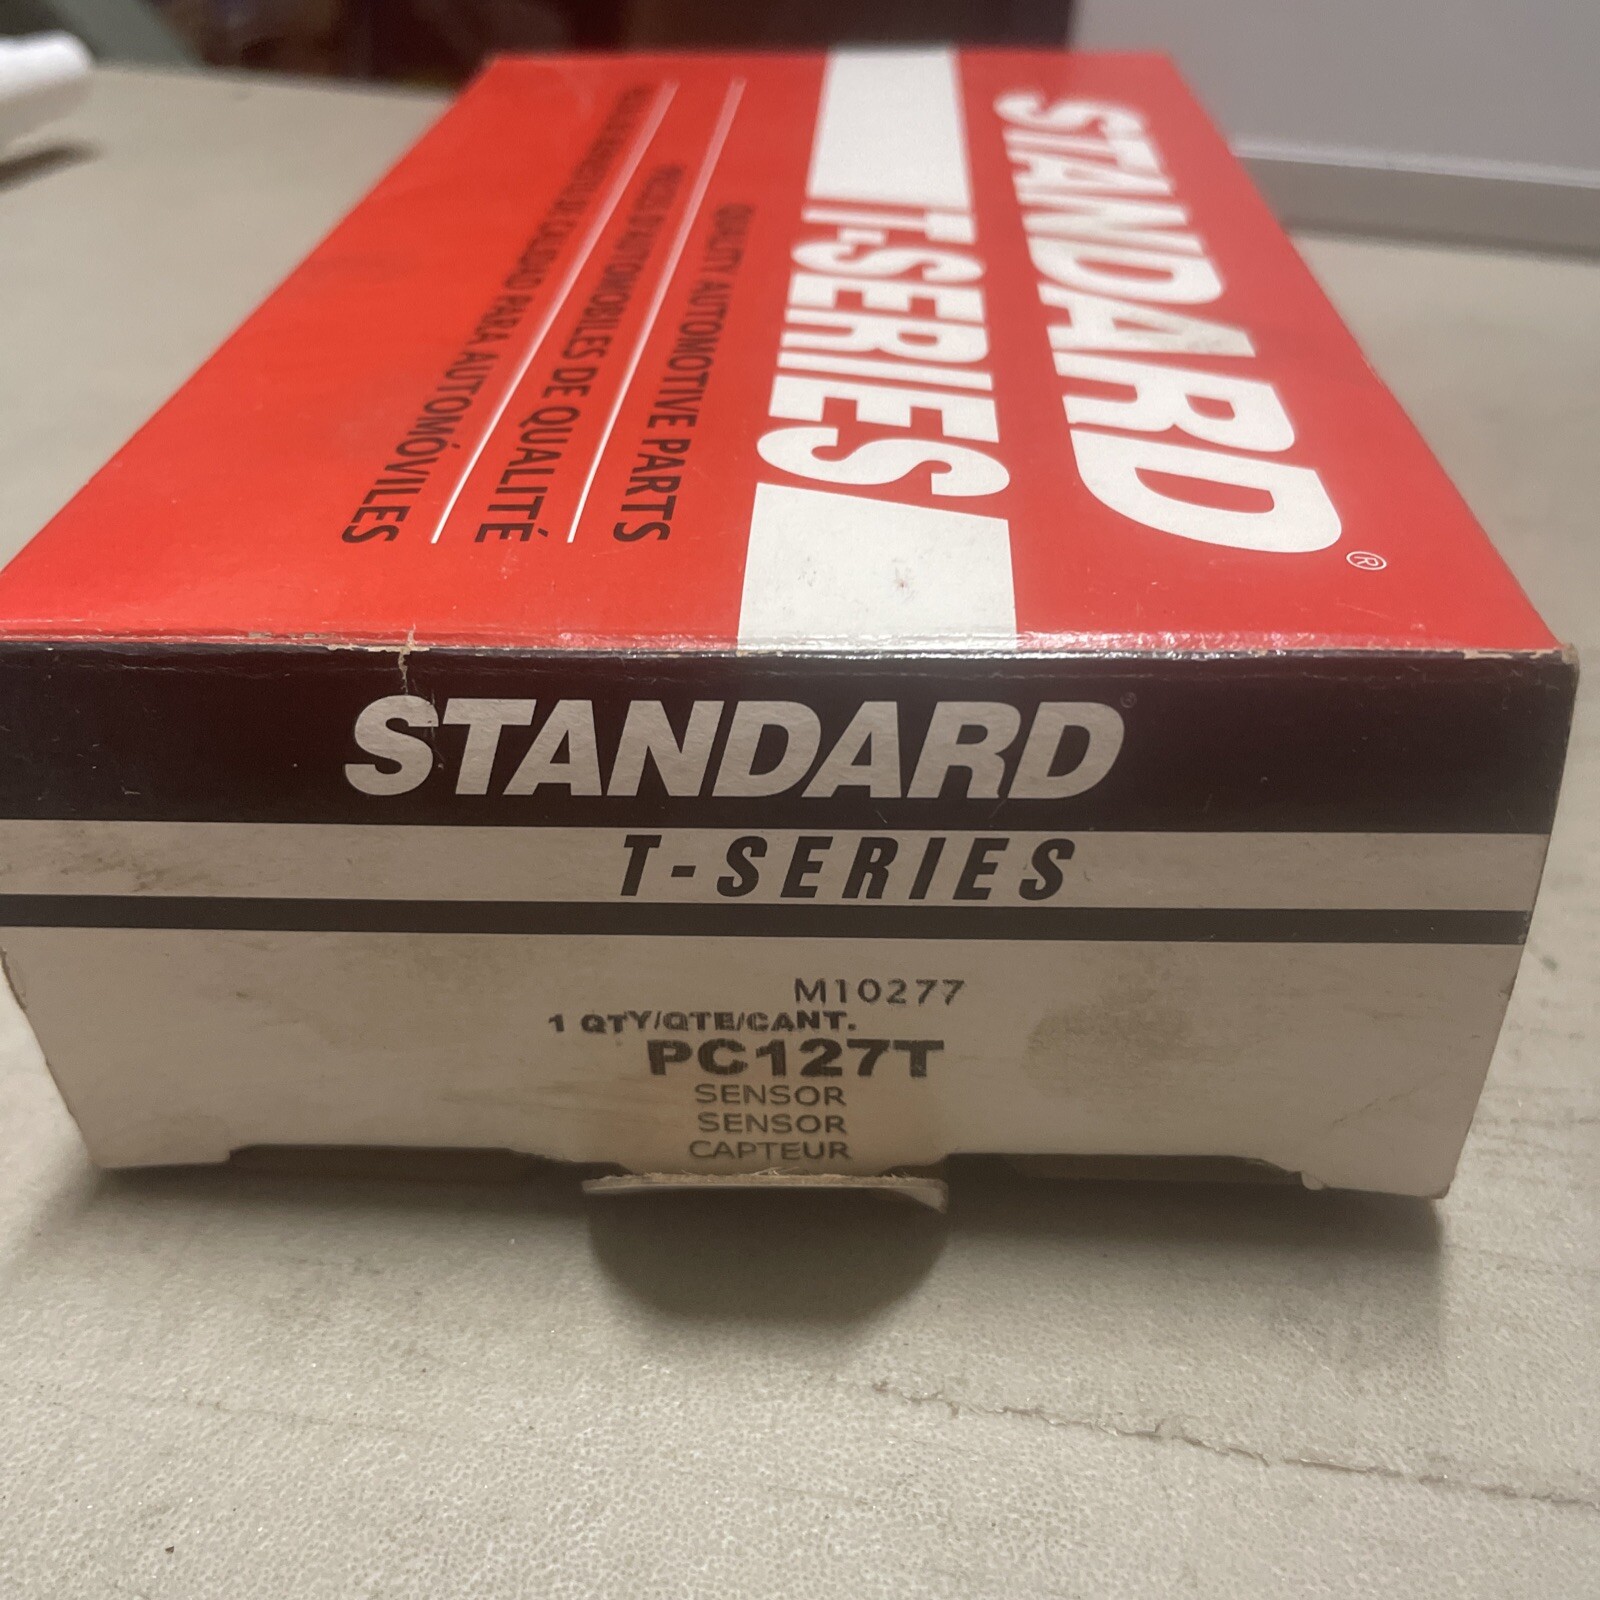 STANDARD®
T-SERIES
QUALITY AUTOMOTIVE PARTS
PIÈCES D'AUTOMOBILES DE QUALITÉ
DE CALIDAD PARA AUTOMÓVILES
STANDARD®
T-SERIES
M10277
1 QTY/QTE/CANT.
PC127T
SENSOR
SENSOR
CAPTEUR